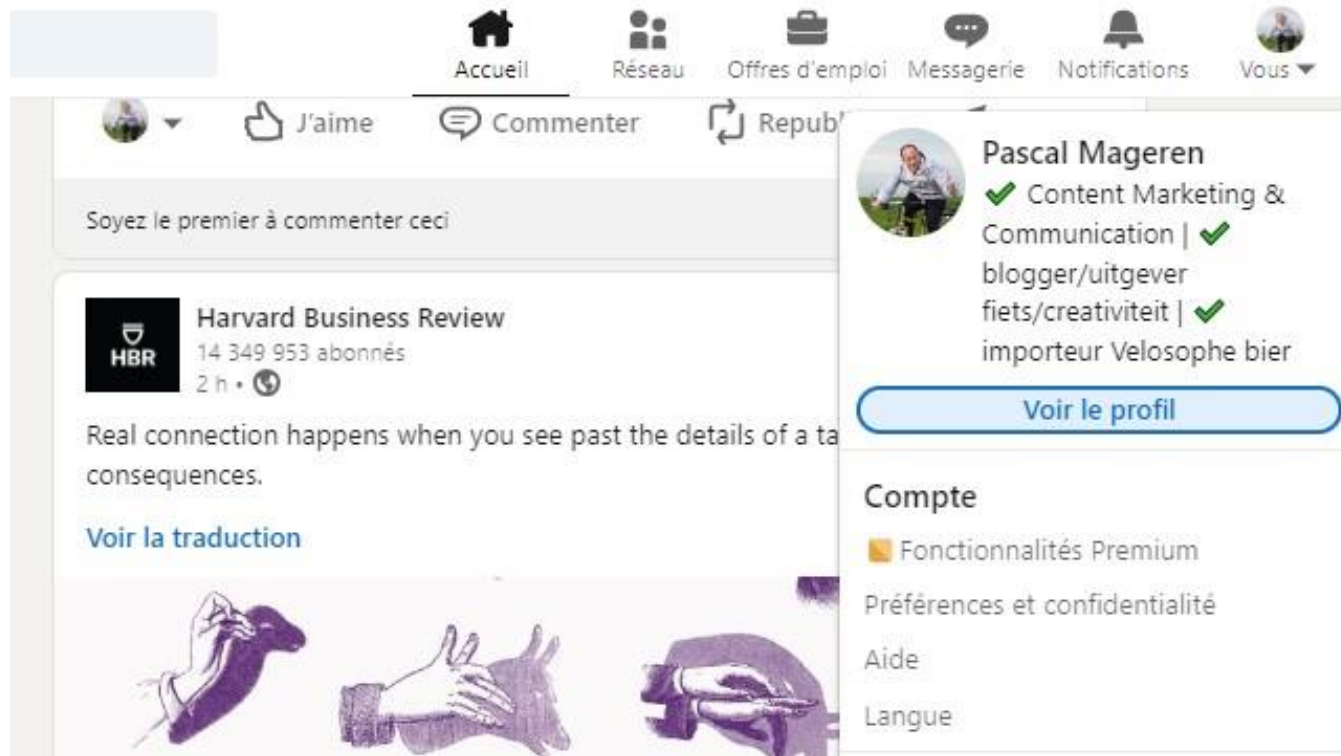 Accueil
Réseau
Offres d'emploi
Messagerie
Notifications
Vous
J'aime
Commenter
Republ
Soyez le premier à commenter ceci
HBR
Harvard Business Review
14 349 953 abonnés
2 h •
Real connection happens when you see past the details of a ta
consequences.
Voir la traduction
Pascal Mageren
✔ Content Marketing &
Communication | ✔
blogger/uitgever
fiets/creativiteit | ✔
importeur Velosophe bier
Voir le profil
Compte
Fonctionnalités Premium
Préférences et confidentialité
Aide
Langue